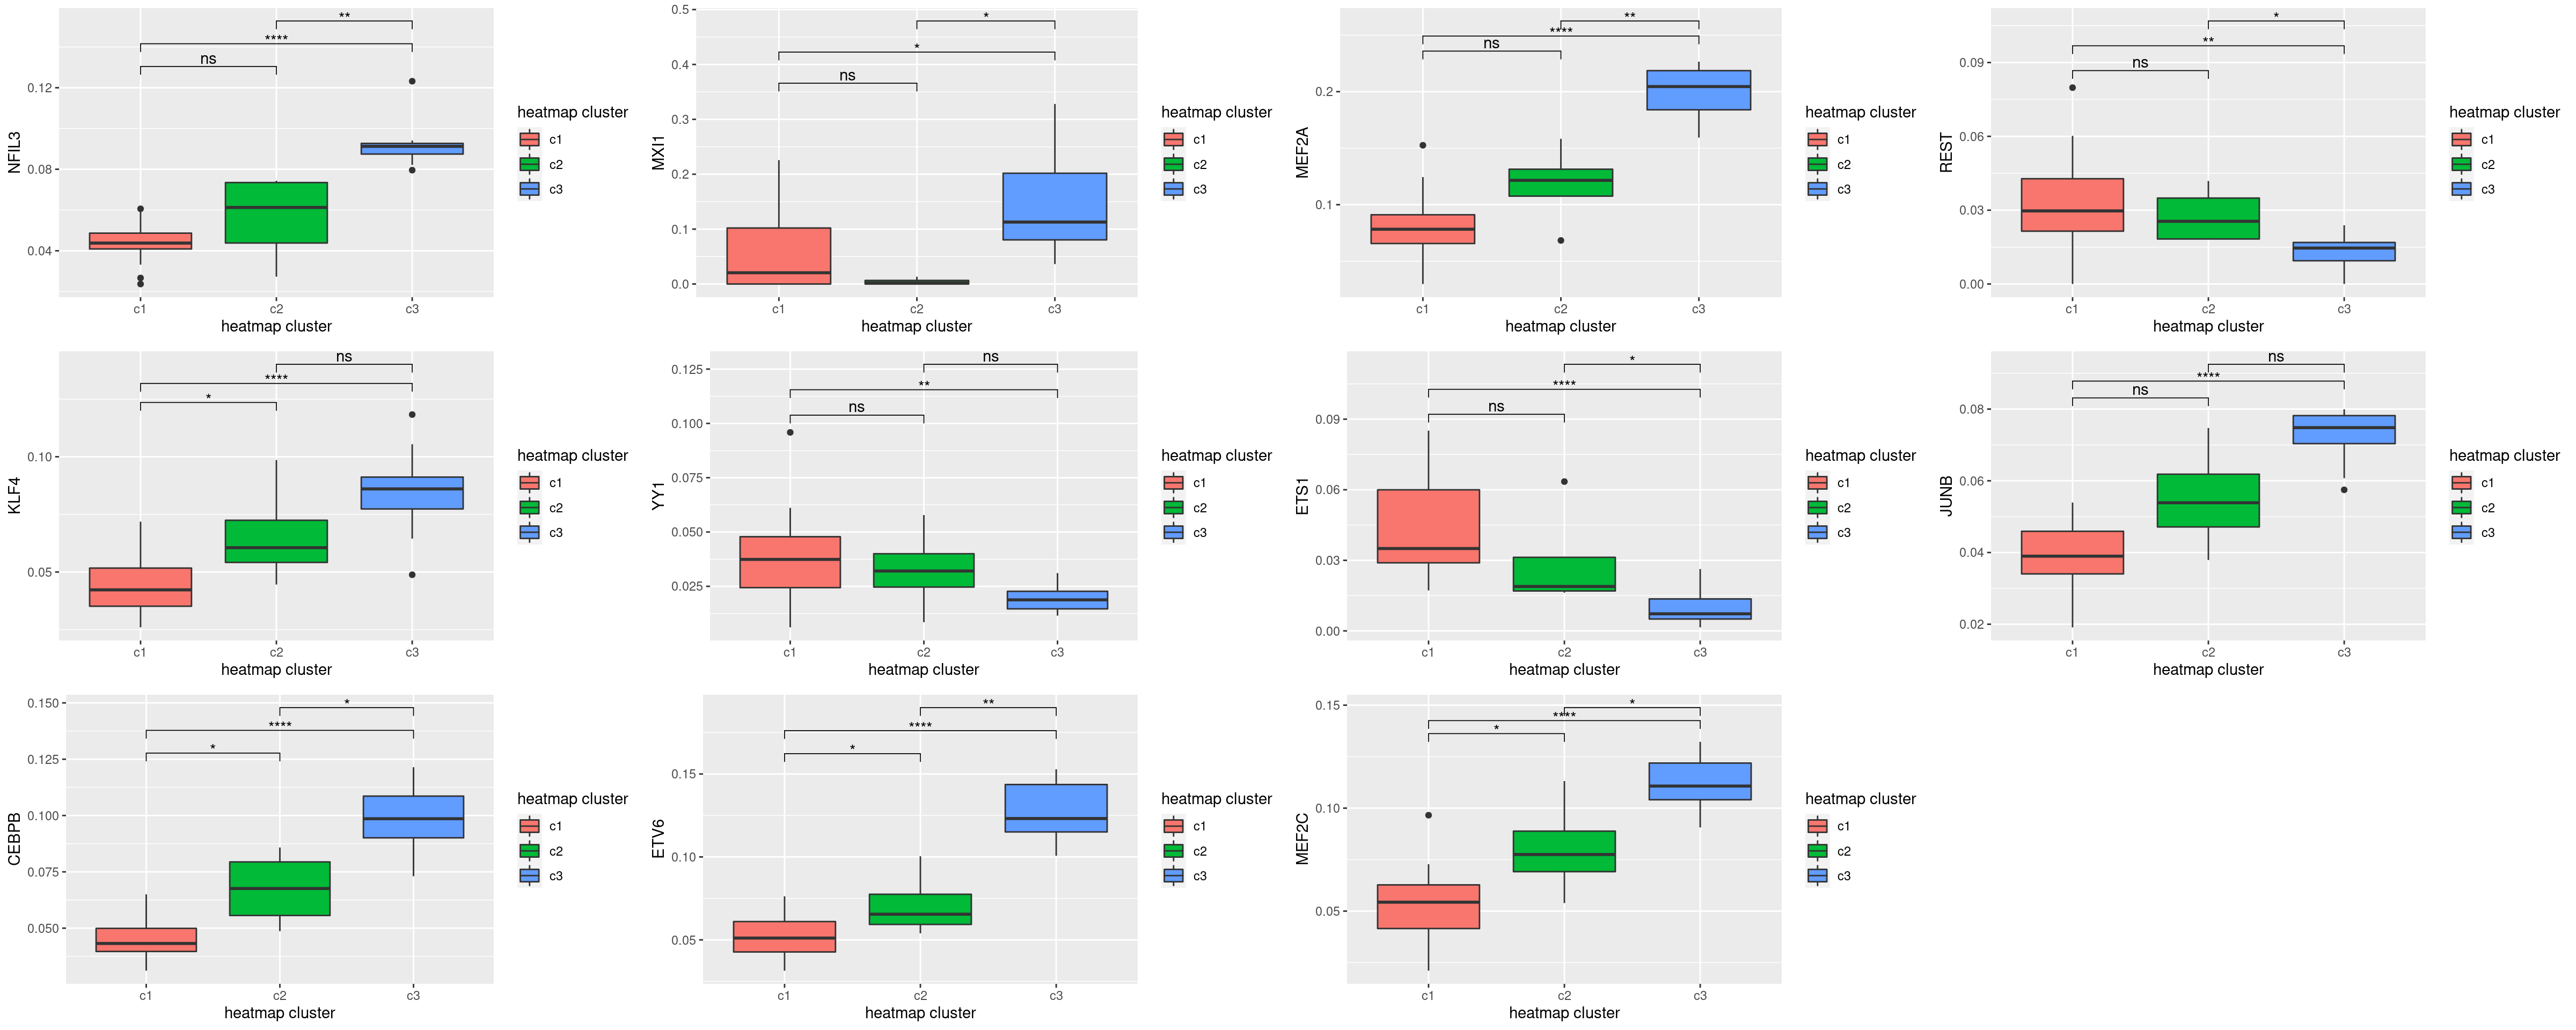 NFIL3
**
****
ns
0.12
0.08
0.04
c1 c2 c3
heatmap cluster
heatmap cluster
c1
c2
c3
MXI1
*
*
ns
0.5
0.4
0.3
0.2
0.1
0.0
c1 c2 c3
heatmap cluster
heatmap cluster
c1
c2
c3
MEF2A
**
****
ns
0.2
0.1
c1 c2 c3
heatmap cluster
heatmap cluster
c1
c2
c3
REST
*
**
ns
0.09
0.06
0.03
0.00
c1 c2 c3
heatmap cluster
heatmap cluster
c1
c2
c3
KLF4
ns
****
*
0.10
0.05
c1 c2 c3
heatmap cluster
heatmap cluster
c1
c2
c3
YY1
ns
**
ns
0.125
0.100
0.075
0.050
0.025
c1 c2 c3
heatmap cluster
heatmap cluster
c1
c2
c3
ETS1
*
****
ns
0.09
0.06
0.03
0.00
c1 c2 c3
heatmap cluster
heatmap cluster
c1
c2
c3
JUNB
ns
****
ns
0.08
0.06
0.04
0.02
c1 c2 c3
heatmap cluster
heatmap cluster
c1
c2
c3
CEBPB
*
****
*
0.150
0.125
0.100
0.075
0.050
c1 c2 c3
heatmap cluster
heatmap cluster
c1
c2
c3
ETV6
**
****
*
0.15
0.10
0.05
c1 c2 c3
heatmap cluster
heatmap cluster
c1
c2
c3
MEF2C
*
****
*
0.15
0.10
0.05
c1 c2 c3
heatmap cluster
heatmap cluster
c1
c2
c3